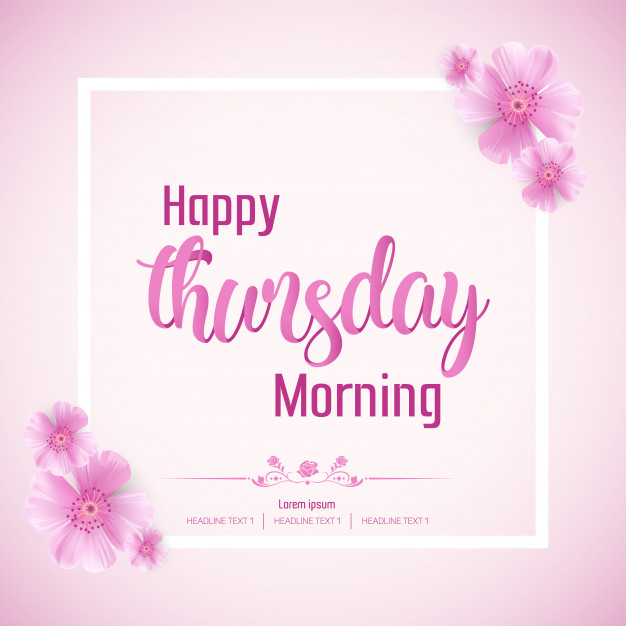 Happy
thursday
Morning
Lorem ipsum
HEADLINE TEXT 1 | HEADLINE TEXT 1 | HEADLINE TEXT 1